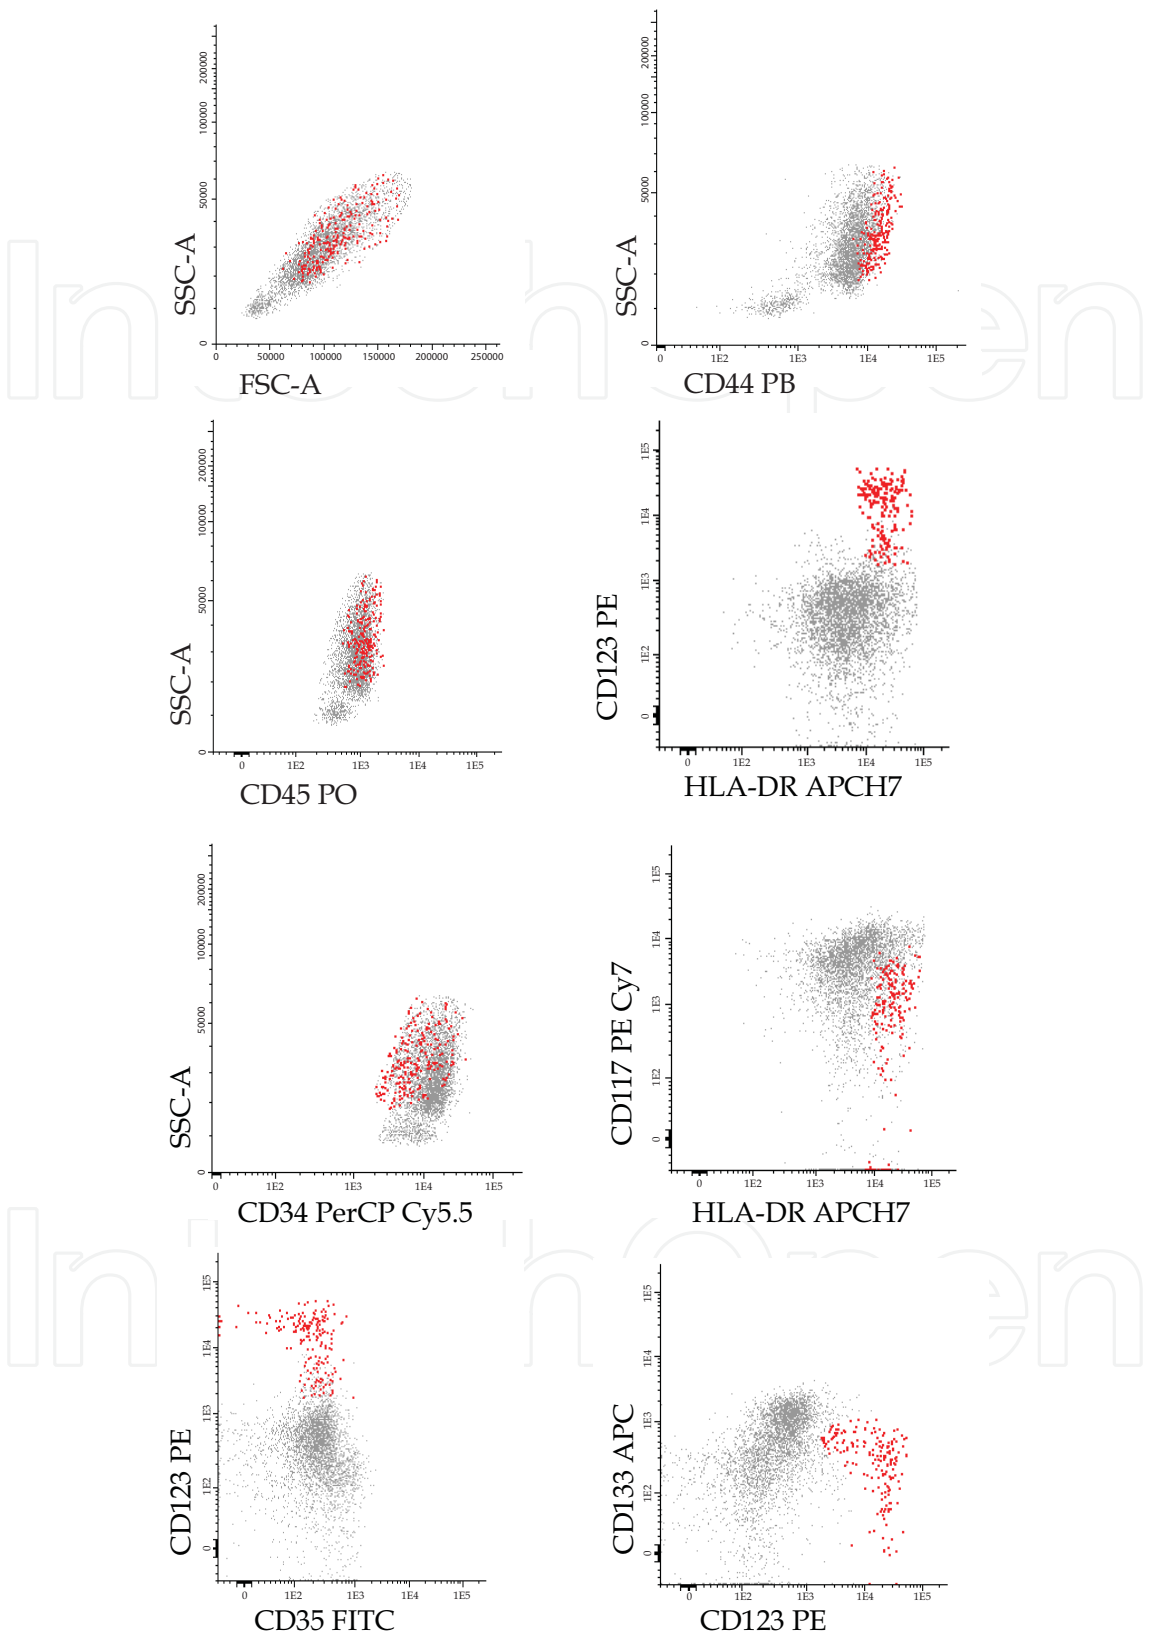 200000
100000
50000
0
SSC-A
0 50000 100000 150000 200000 250000
FSC-A
200000
100000
50000
0
SSC-A
0 1E2 1E3 1E4 1E5
CD44 PB
200000
100000
50000
0
SSC-A
0 1E2 1E3 1E4 1E5
CD45 PO
1E5
1E4
1E3
1E2
0
CD123 PE
0 1E2 1E3 1E4 1E5
HLA-DR APCH7
200000
100000
50000
0
SSC-A
0 1E2 1E3 1E4 1E5
CD34 PerCP Cy5.5
1E5
1E4
1E3
1E2
0
CD117 PE Cy7
0 1E2 1E3 1E4 1E5
HLA-DR APCH7
1E5
1E4
1E3
1E2
0
CD123 PE
0 1E2 1E3 1E4 1E5
CD35 FITC
1E5
1E4
1E3
1E2
0
CD133 APC
0 1E2 1E3 1E4 1E5
CD123 PE